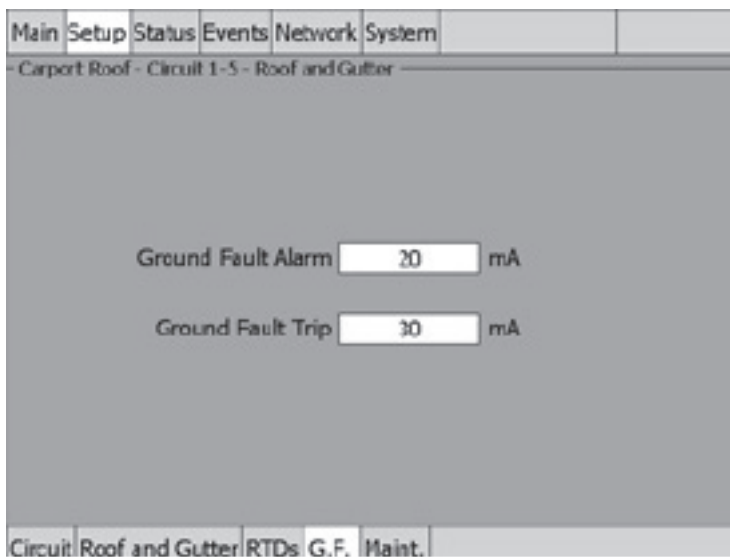 Main Setup Status Events Network System
Carport Roof - Circuit 1-5 - Roof and Gutter
Ground Fault Alarm 20 mA
Ground Fault Trip 30 mA
Circuit Roof and Gutter RTDs G.F. Maint.